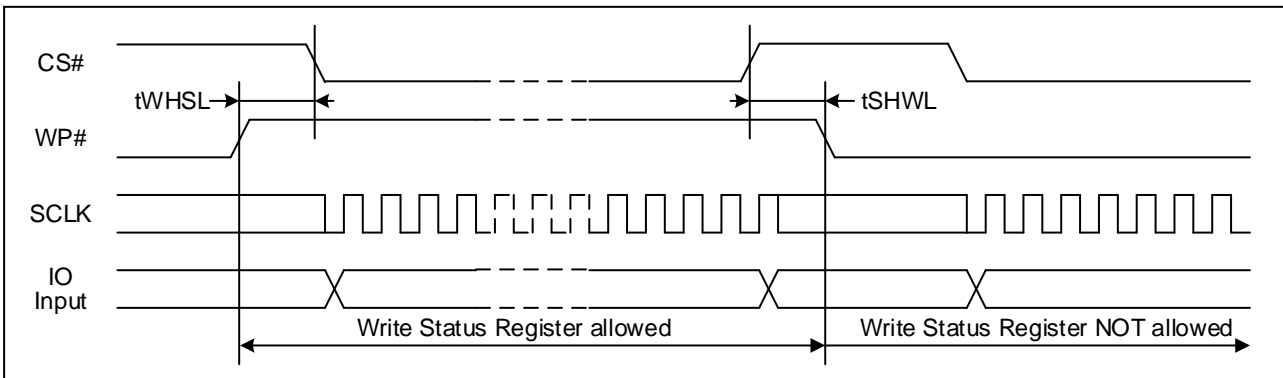 CS#
tWHSL
tSHWL
WP#
SCLK
IO
Input
Write Status Register allowed
Write Status Register NOT allowed